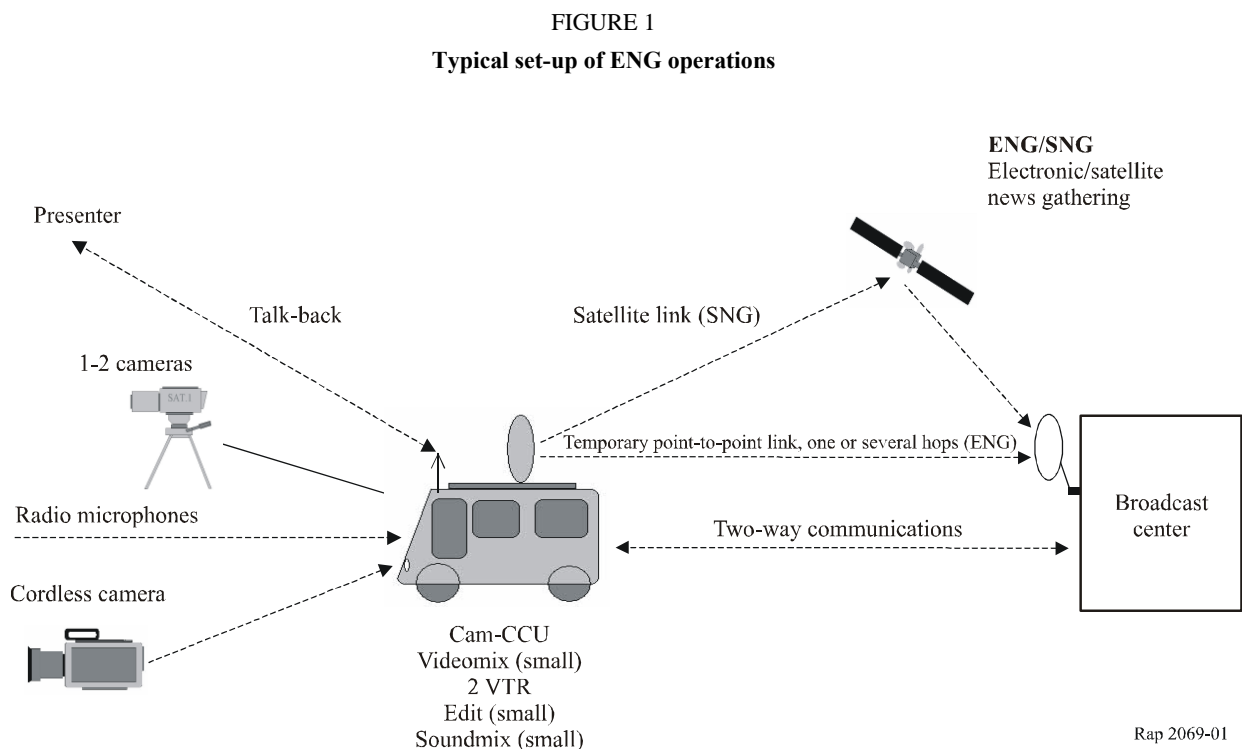 FIGURE 1
Typical set-up of ENG operations
ENG/SNG
Electronic/satellite
news gathering
Presenter
Talk-back
Satellite link (SNG)
1-2 cameras
SAT.1
Temporary point-to-point link, one or several hops (ENG)
Radio microphones
Two-way communications
Broadcast
center
Cordless camera
Cam-CCU
Videomix (small)
2 VTR
Edit (small)
Soundmix (small)
Rap 2069-01